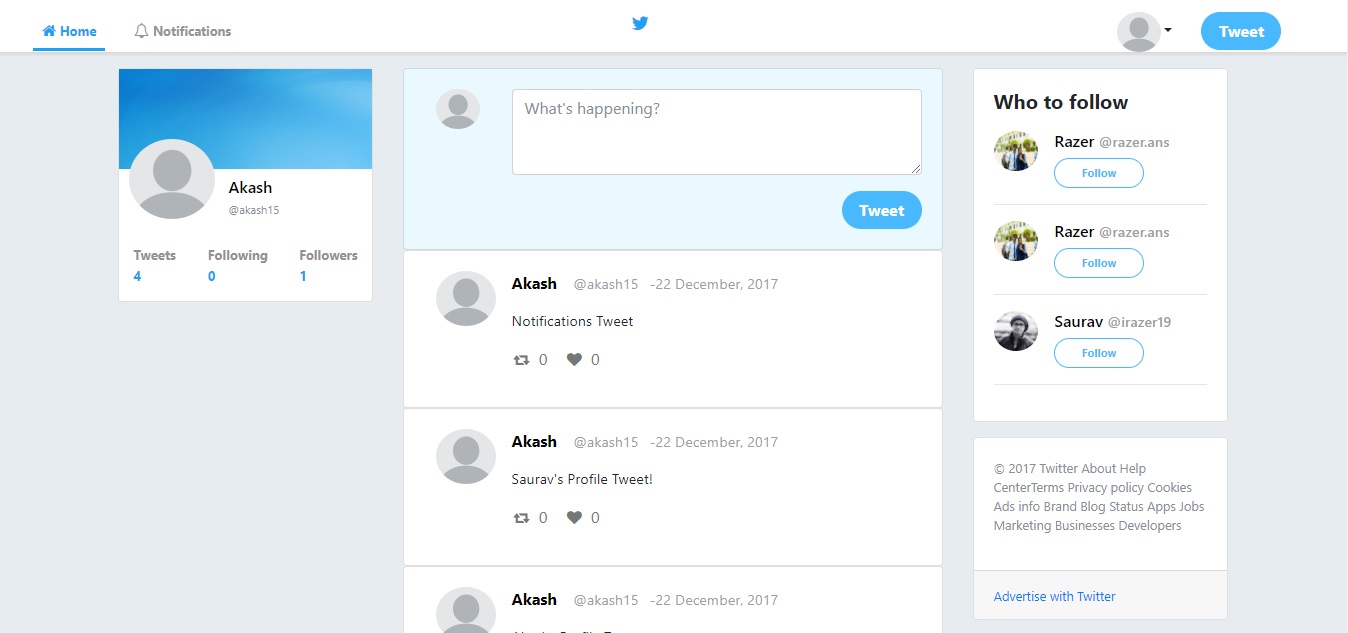 Home Notifications Tweet
Akash
@akash15
Tweets Following Followers
4 0 1
What's happening?
Tweet
Akash @akash15 -22 December, 2017
Notifications Tweet
0 0
Akash @akash15 -22 December, 2017
Saurav's Profile Tweet!
0 0
Akash @akash15 -22 December, 2017
Who to follow
Razer @razer.ans
Follow
Razer @razer.ans
Follow
Saurav @irazer19
Follow
© 2017 Twitter About Help
CenterTerms Privacy policy Cookies
Ads info Brand Blog Status Apps Jobs
Marketing Businesses Developers
Advertise with Twitter